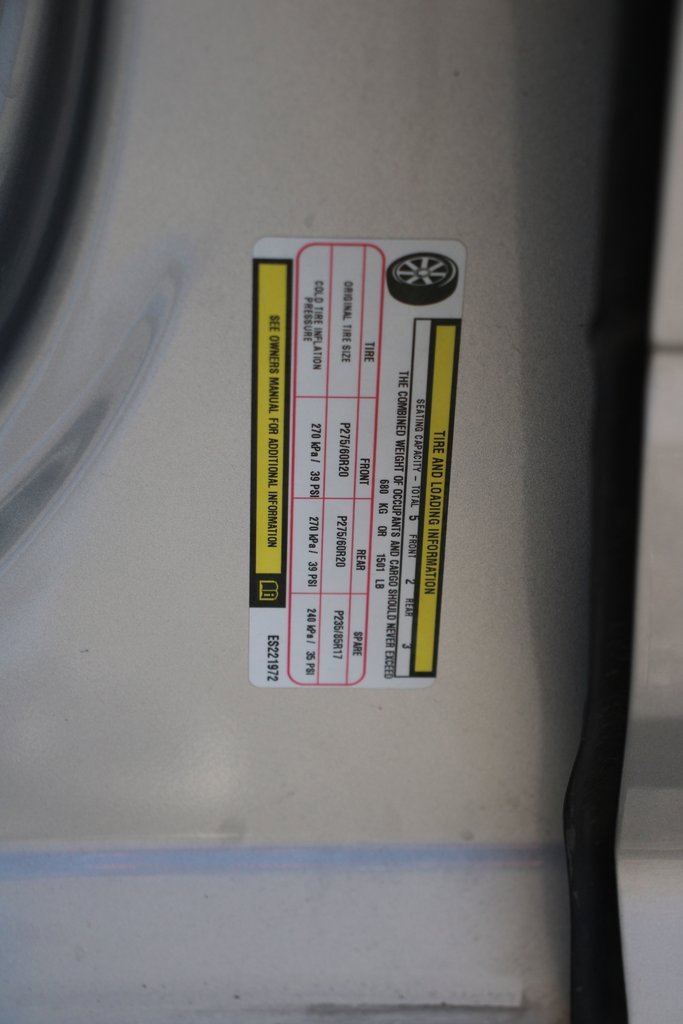 TIRE AND LOADING INFORMATION
SEATING CAPACITY – TOTAL 5 FRONT 2 REAR 3
THE COMBINED WEIGHT OF OCCUPANTS AND CARGO SHOULD NEVER EXCEED
680 KG OR 1501 LB
TIRE FRONT REAR SPARE
ORIGINAL TIRE SIZE P275/60R20 P275/60R20 P235/85R17
COLD TIRE INFLATION PRESSURE 270 kPa / 39 PSI 270 kPa / 39 PSI 240 kPa / 35 PSI
SEE OWNERS MANUAL FOR ADDITIONAL INFORMATION
ES221972